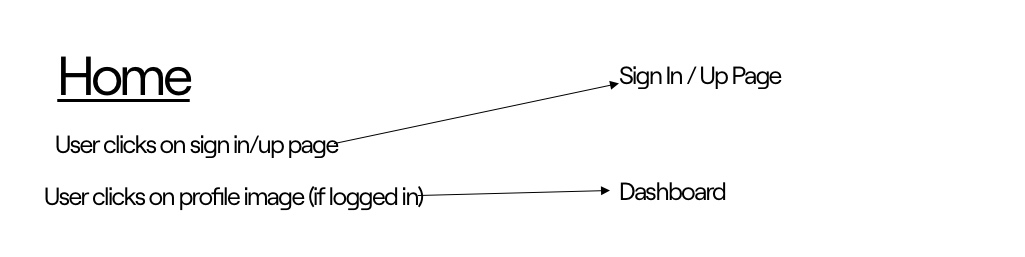 Home
Sign In / Up Page
User clicks on sign in/up page
User clicks on profile image (if logged in)
Dashboard